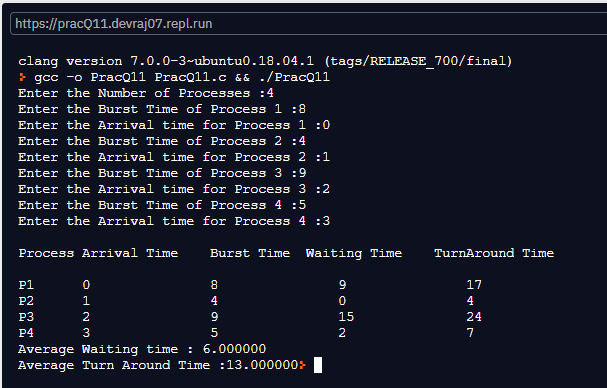 https://pracQ11.devraj07.repl.run
clang version 7.0.0-3~ubuntu0.18.04.1 (tags/RELEASE_700/final)
> gcc -o PracQ11 PracQ11.c && ./PracQ11
Enter the Number of Processes :4
Enter the Burst Time of Process 1 :8
Enter the Arrival time for Process 1 :0
Enter the Burst Time of Process 2 :4
Enter the Arrival time for Process 2 :1
Enter the Burst Time of Process 3 :9
Enter the Arrival time for Process 3 :2
Enter the Burst Time of Process 4 :5
Enter the Arrival time for Process 4 :3
Process Arrival Time    Burst Time  Waiting Time    TurnAround Time
P1      0               8               9               17
P2      1               4               0               4
P3      2               9               15              24
P4      3               5               2               7
Average Waiting time : 6.000000
Average Turn Around Time :13.000000>